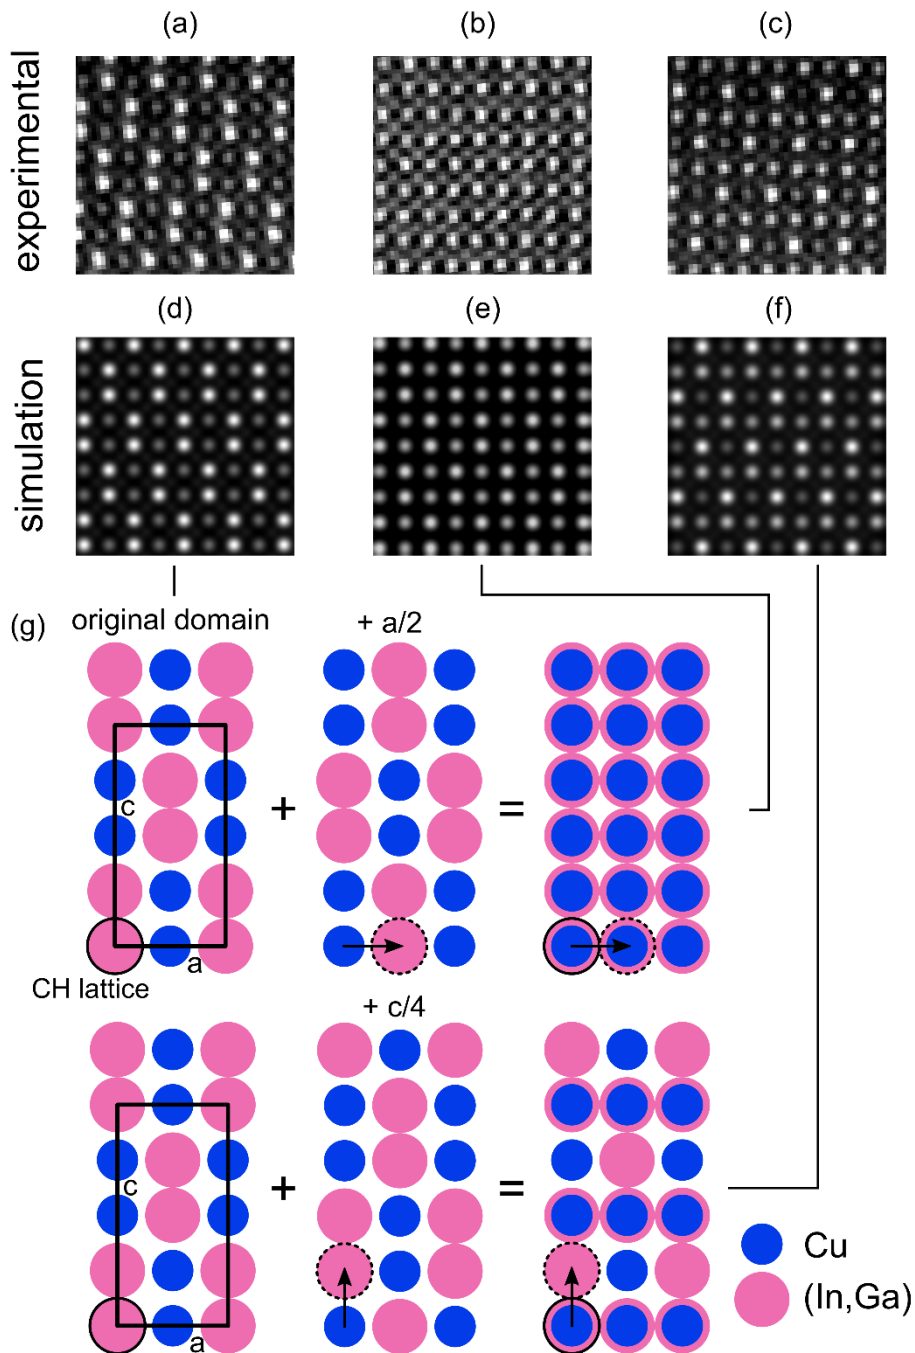 (a) (b) (c)
experimental
(d) (e) (f)
simulation
(g) original domain + a/2
c
+ =
a
CH lattice
+ c/4
c
+ =
a
Cu
(In,Ga)